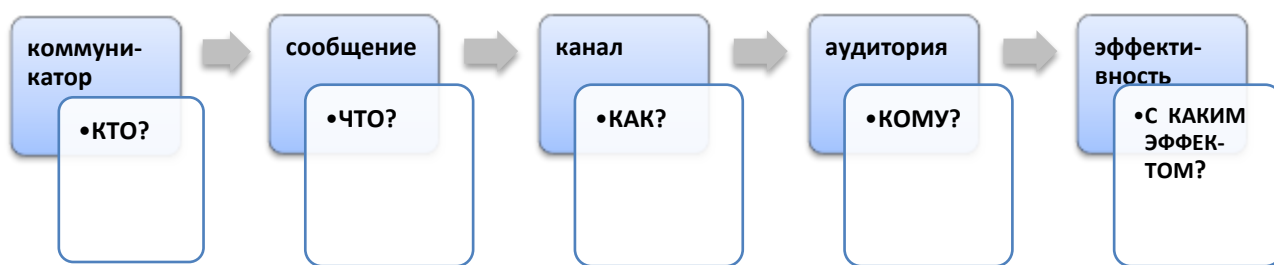 коммуни-
катор
•КТО?
сообщение
•ЧТО?
канал
•КАК?
аудитория
•КОМУ?
эффекти-
вность
•С КАКИМ
ЭФФЕК-
ТОМ?